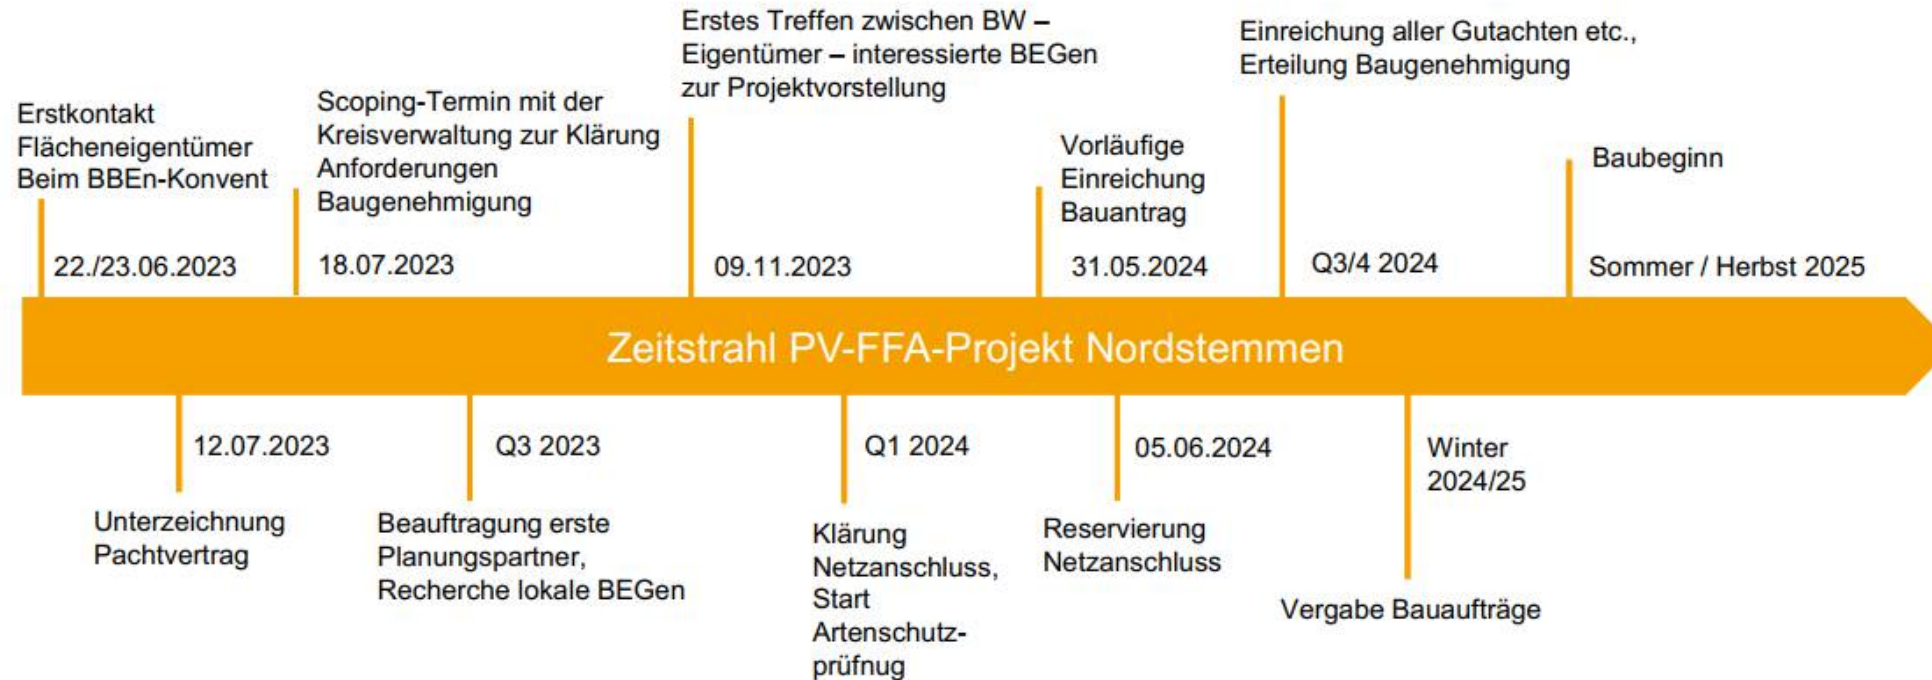 Erstkontakt
Flächeneigentümer
Beim BBEn-Konvent
22./23.06.2023
Scoping-Termin mit der
Kreisverwaltung zur Klärung
Anforderungen
Baugenehmigung
18.07.2023
Erstes Treffen zwischen BW –
Eigentümer – interessierte BEGen
zur Projektvorstellung
09.11.2023
Vorläufige
Einreichung
Bauantrag
31.05.2024
Einreichung aller Gutachten etc.,
Erteilung Baugenehmigung
Q3/4 2024
Baubeginn
Sommer / Herbst 2025
Zeitstrahl PV-FFA-Projekt Nordstemmen
12.07.2023
Unterzeichnung
Pachtvertrag
Q3 2023
Beauftragung erste
Planungspartner,
Recherche lokale BEGen
Q1 2024
Klärung
Netzanschluss,
Start
Artenschutz-
prüfnug
05.06.2024
Reservierung
Netzanschluss
Winter
2024/25
Vergabe Bauaufträge